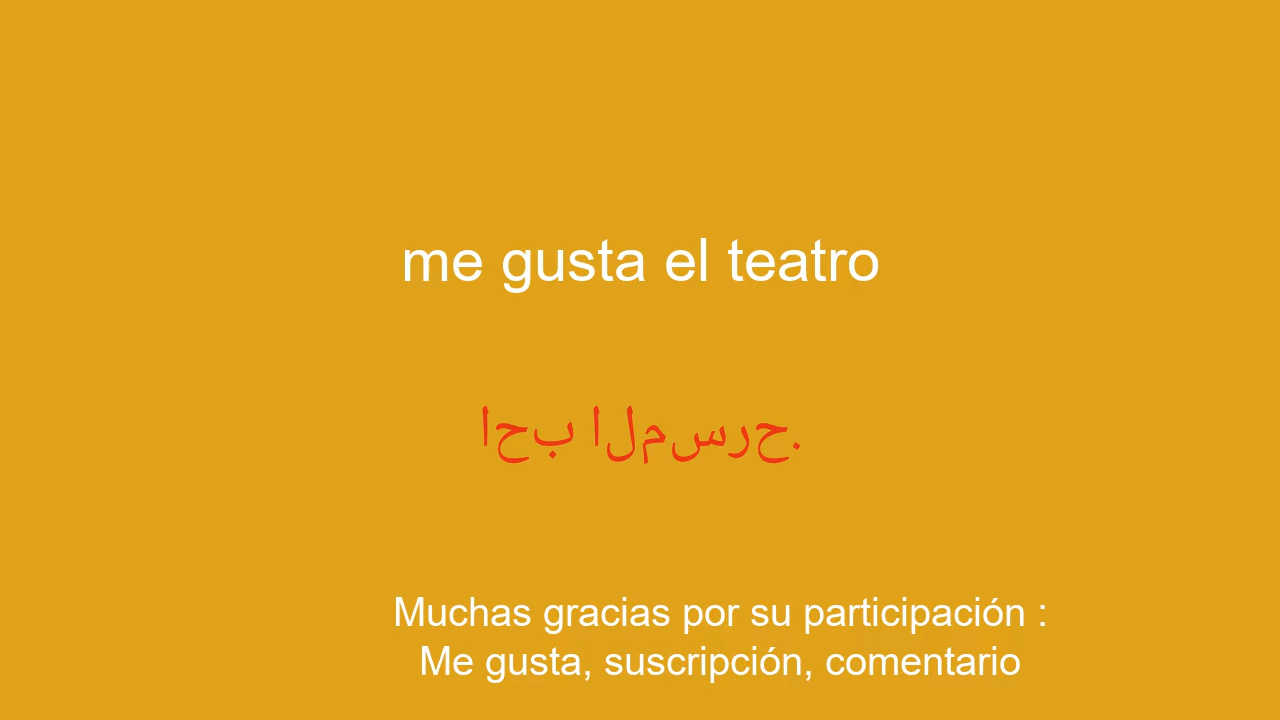 me gusta el teatro
احب المسرح.
Muchas gracias por su participación :
Me gusta, suscripción, comentario